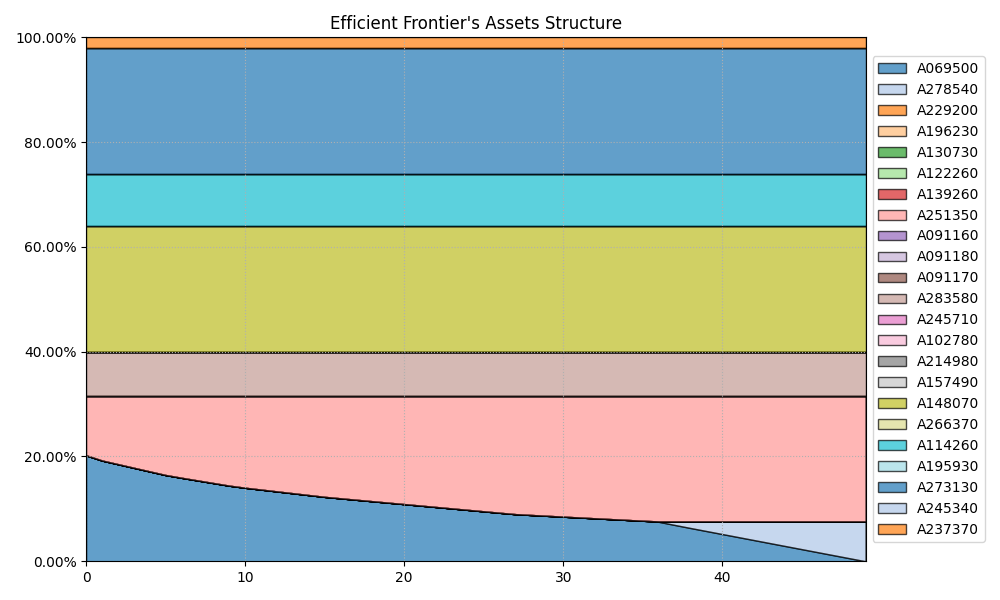 Efficient Frontier's Assets Structure
100.00%
80.00%
60.00%
40.00%
20.00%
0.00%
0
10
20
30
40
A069500
A278540
A229200
A196230
A130730
A122260
A139260
A251350
A091160
A091180
A091170
A283580
A245710
A102780
A214980
A157490
A148070
A266370
A114260
A195930
A273130
A245340
A237370